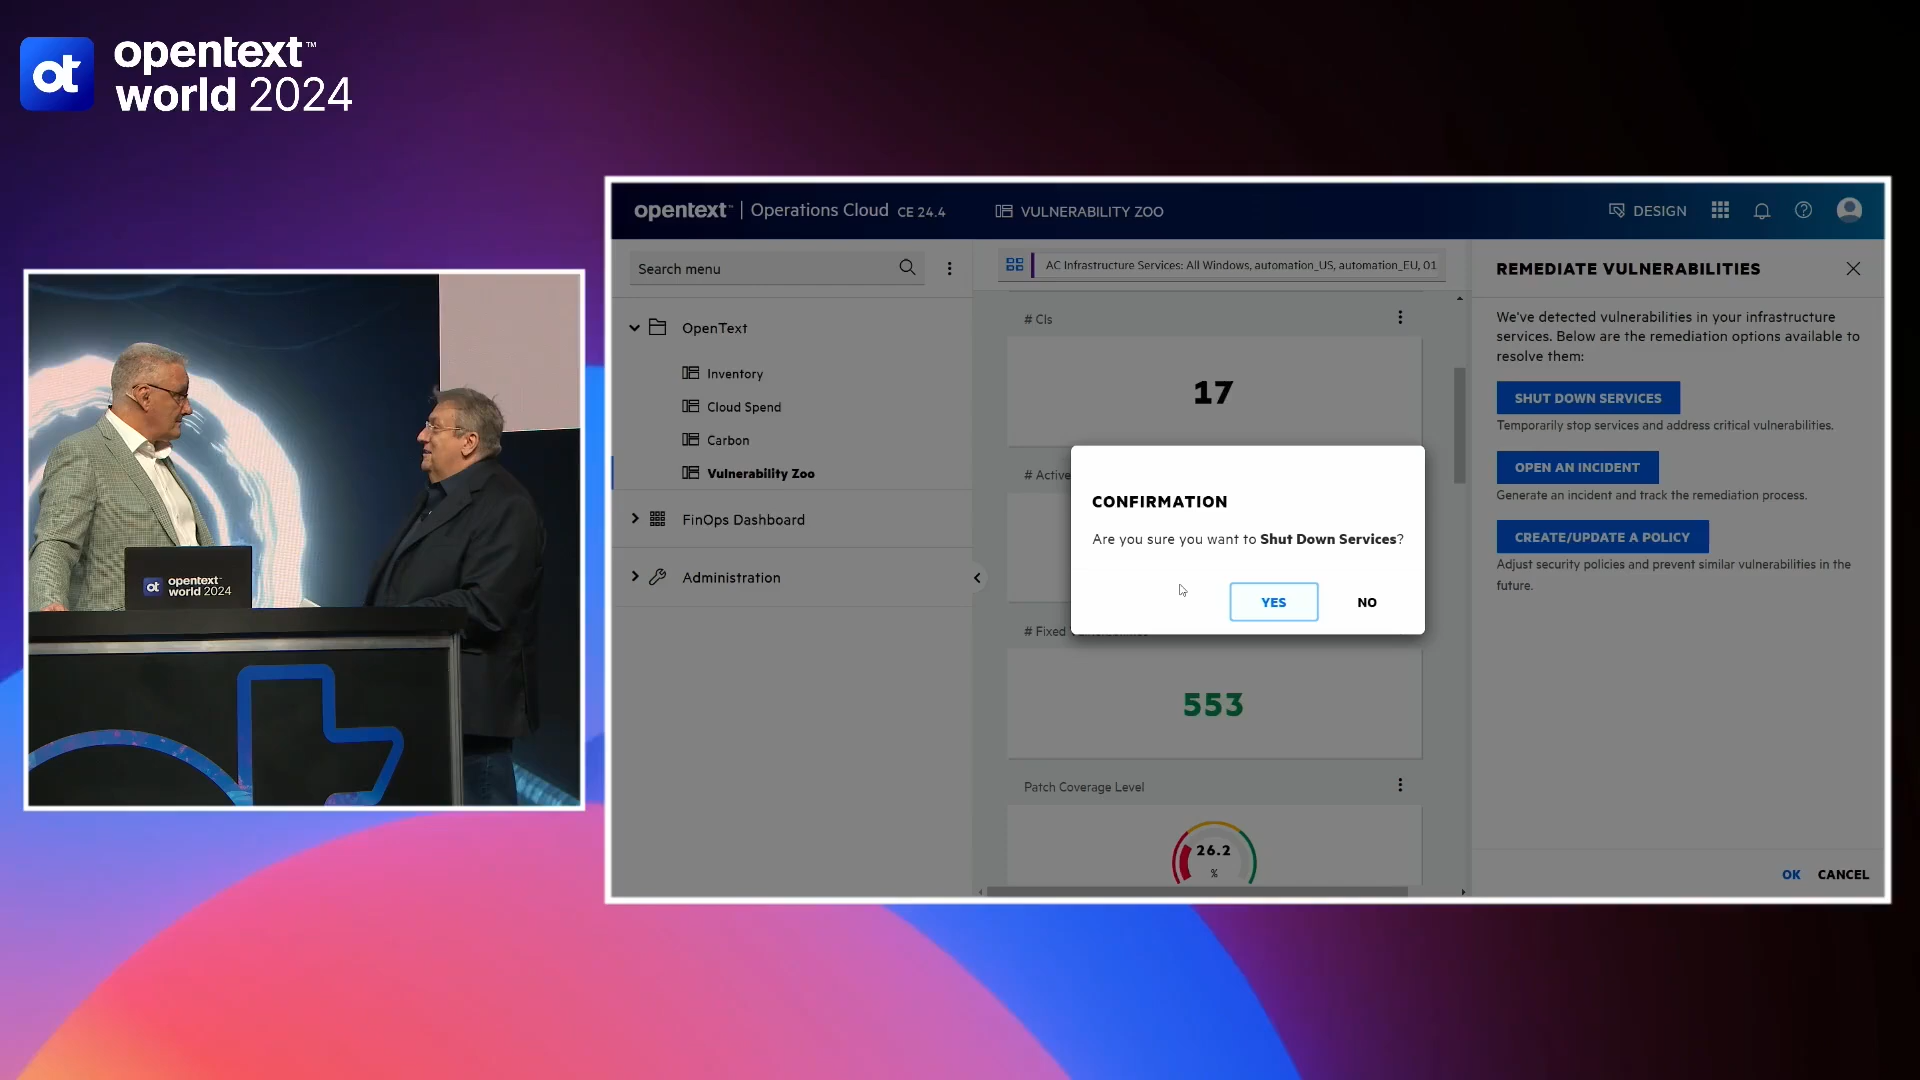 opentext™
world 2024
opentext™ | Operations Cloud CE 24.4
VULNERABILITY ZOO
DESIGN
Search menu
OpenText
Inventory
Cloud Spend
Carbon
Vulnerability Zoo
FinOps Dashboard
Administration
AC Infrastructure Services: All Windows, automation_US, automation_EU, 01
# CIs
17
# Active
# Fixed
553
Patch Coverage Level
26.2
%
CONFIRMATION
Are you sure you want to Shut Down Services?
YES
NO
REMEDIATE VULNERABILITIES
We've detected vulnerabilities in your infrastructure
services. Below are the remediation options available to
resolve them:
SHUT DOWN SERVICES
Temporarily stop services and address critical vulnerabilities.
OPEN AN INCIDENT
Generate an incident and track the remediation process.
CREATE/UPDATE A POLICY
Adjust security policies and prevent similar vulnerabilities in the
future.
OK
CANCEL
opentext™
world 2024